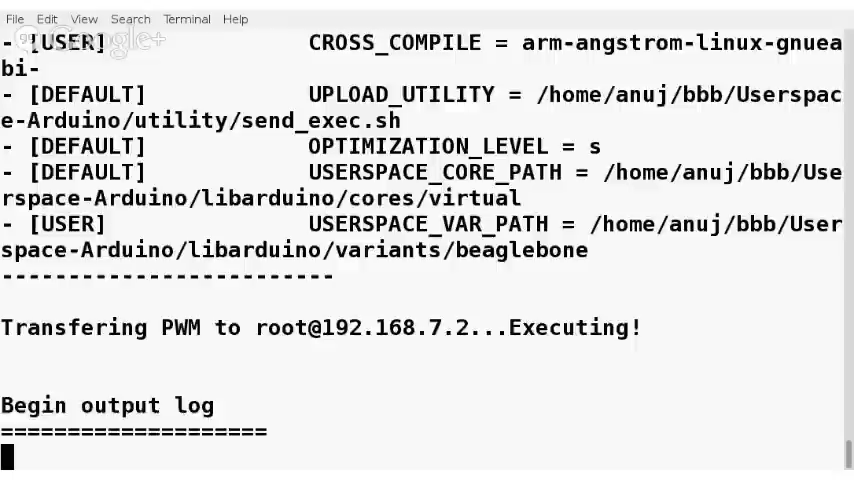 File Edit View Search Terminal Help
Google+
- [USER] CROSS_COMPILE = arm-angstrom-linux-gnuea
bi-
- [DEFAULT] UPLOAD_UTILITY = /home/anuj/bbb/Userspac
e-Arduino/utility/send_exec.sh
- [DEFAULT] OPTIMIZATION_LEVEL = s
- [DEFAULT] USERSPACE_CORE_PATH = /home/anuj/bbb/Use
rspace-Arduino/libarduino/cores/virtual
- [USER] USERSPACE_VAR_PATH = /home/anuj/bbb/User
space-Arduino/libarduino/variants/beaglebone
-------------------------
Transfering PWM to root@192.168.7.2...Executing!
Begin output log
====================